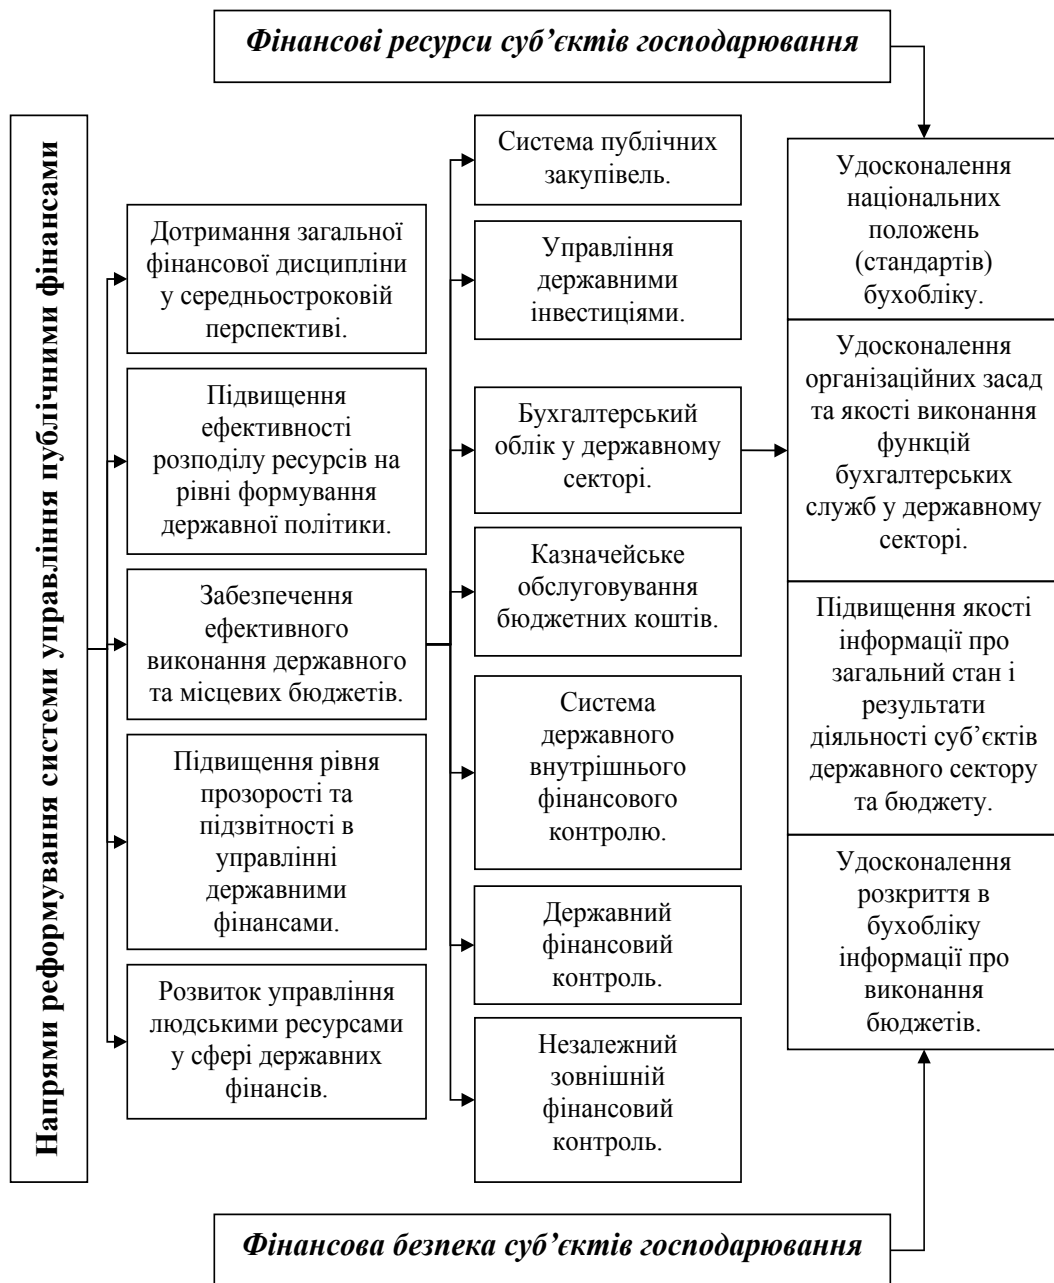 Фінансові ресурси суб’єктів господарювання
Напрями реформування системи управління публічними фінансами
Дотримання загальної
фінансової дисципліни
у середньостроковій
перспективі.
Підвищення
ефективності
розподілу ресурсів на
рівні формування
державної політики.
Забезпечення
ефективного
виконання державного
та місцевих бюджетів.
Підвищення рівня
прозорості та
підзвітності в
управлінні
державними
фінансами.
Розвиток управління
людськими ресурсами
у сфері державних
фінансів.
Система публічних
закупівель.
Управління
державними
інвестиціями.
Бухгалтерський
облік у державному
секторі.
Казначейське
обслуговування
бюджетних коштів.
Система
державного
внутрішнього
фінансового
контролю.
Державний
фінансовий
контроль.
Незалежний
зовнішній
фінансовий
контроль.
Удосконалення
національних
положень
(стандартів)
бухобліку.
Удосконалення
організаційних засад
та якості виконання
функцій
бухгалтерських
служб у державному
секторі.
Підвищення якості
інформації про
загальний стан і
результати
діяльності суб’єктів
державного сектору
та бюджету.
Удосконалення
розкриття в
бухобліку
інформації про
виконання
бюджетів.
Фінансова безпека суб’єктів господарювання